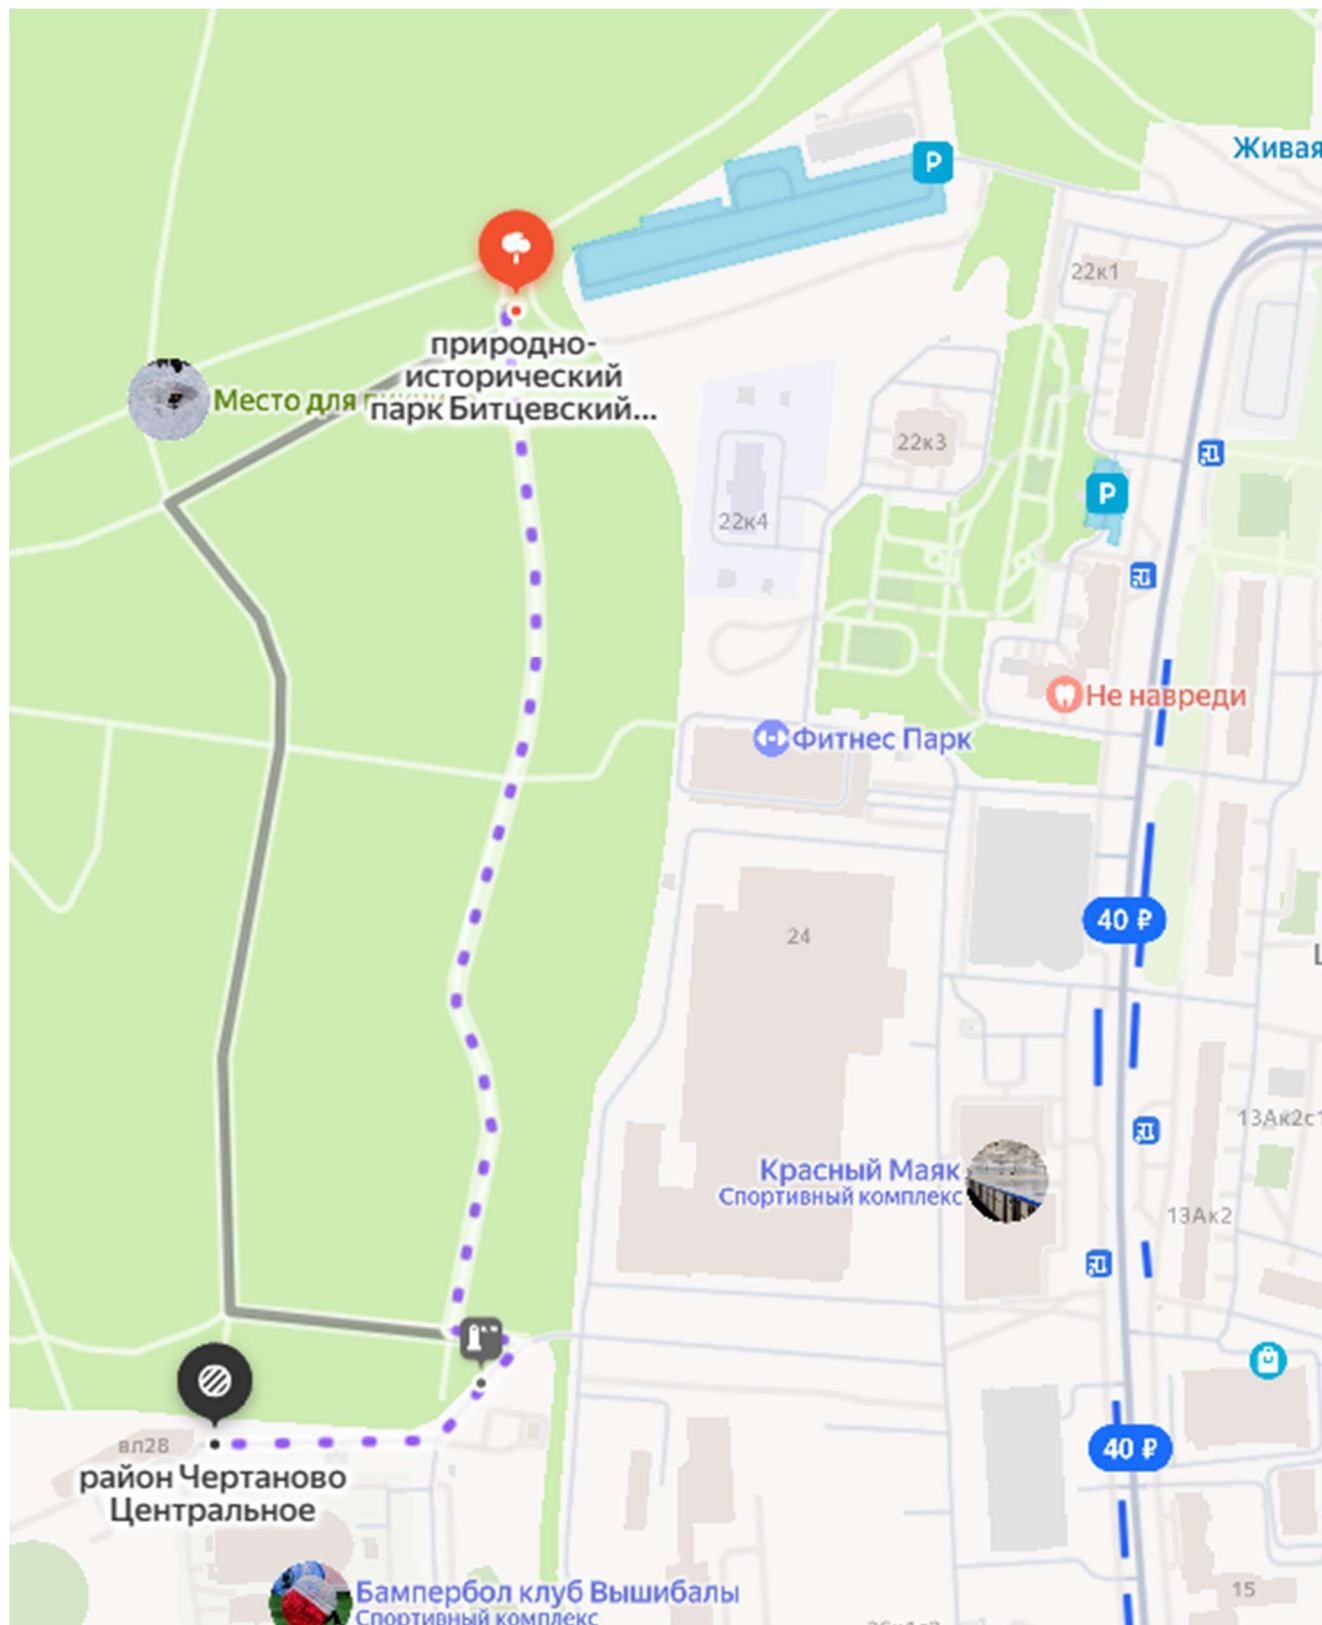 P
Живая
22к1
природно-
исторический
парк Битцевский...
Место для
22к3
P
22к4
Не навреди
Фитнес Парк
24
40 ₽
13Ак2с1
Красный Маяк
Спортивный комплекс
13Ак2
40 ₽
вл28
район Чертаново
Центральное
Бампербол клуб Вышибалы
Спортивный комплекс
15